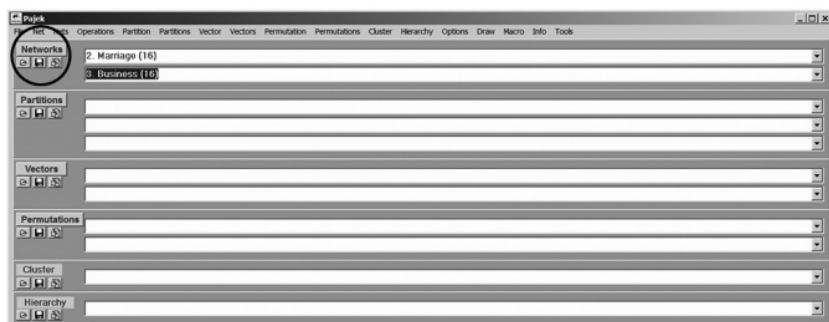 Pajek
File Net Nets Operations Partition Partitions Vector Vectors Permutation Permutations Cluster Hierarchy Options Draw Macro Info Tools
Networks
2. Marriage (16)
3. Business (16)
Partitions
Vectors
Permutations
Cluster
Hierarchy